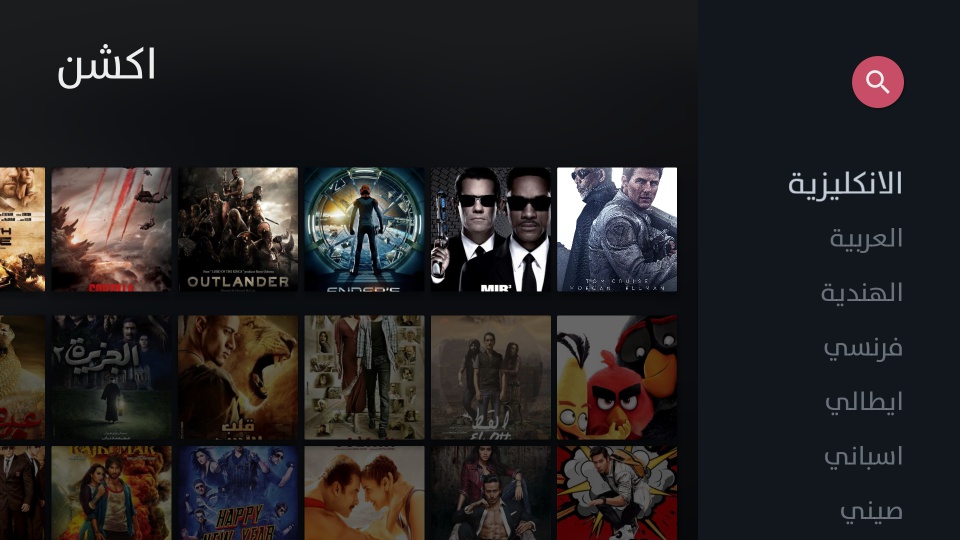 اكشن
الانكليزية
العربية
الهندية
فرنسي
ايطالي
اسباني
صيني
OUTLANDER
ENDER'S
MIB³
TOM CRUISE
MORGAN FREEMAN
الجزيرة ٢
قلب
القط
EL OTT
HAPPY
NEW YEAR